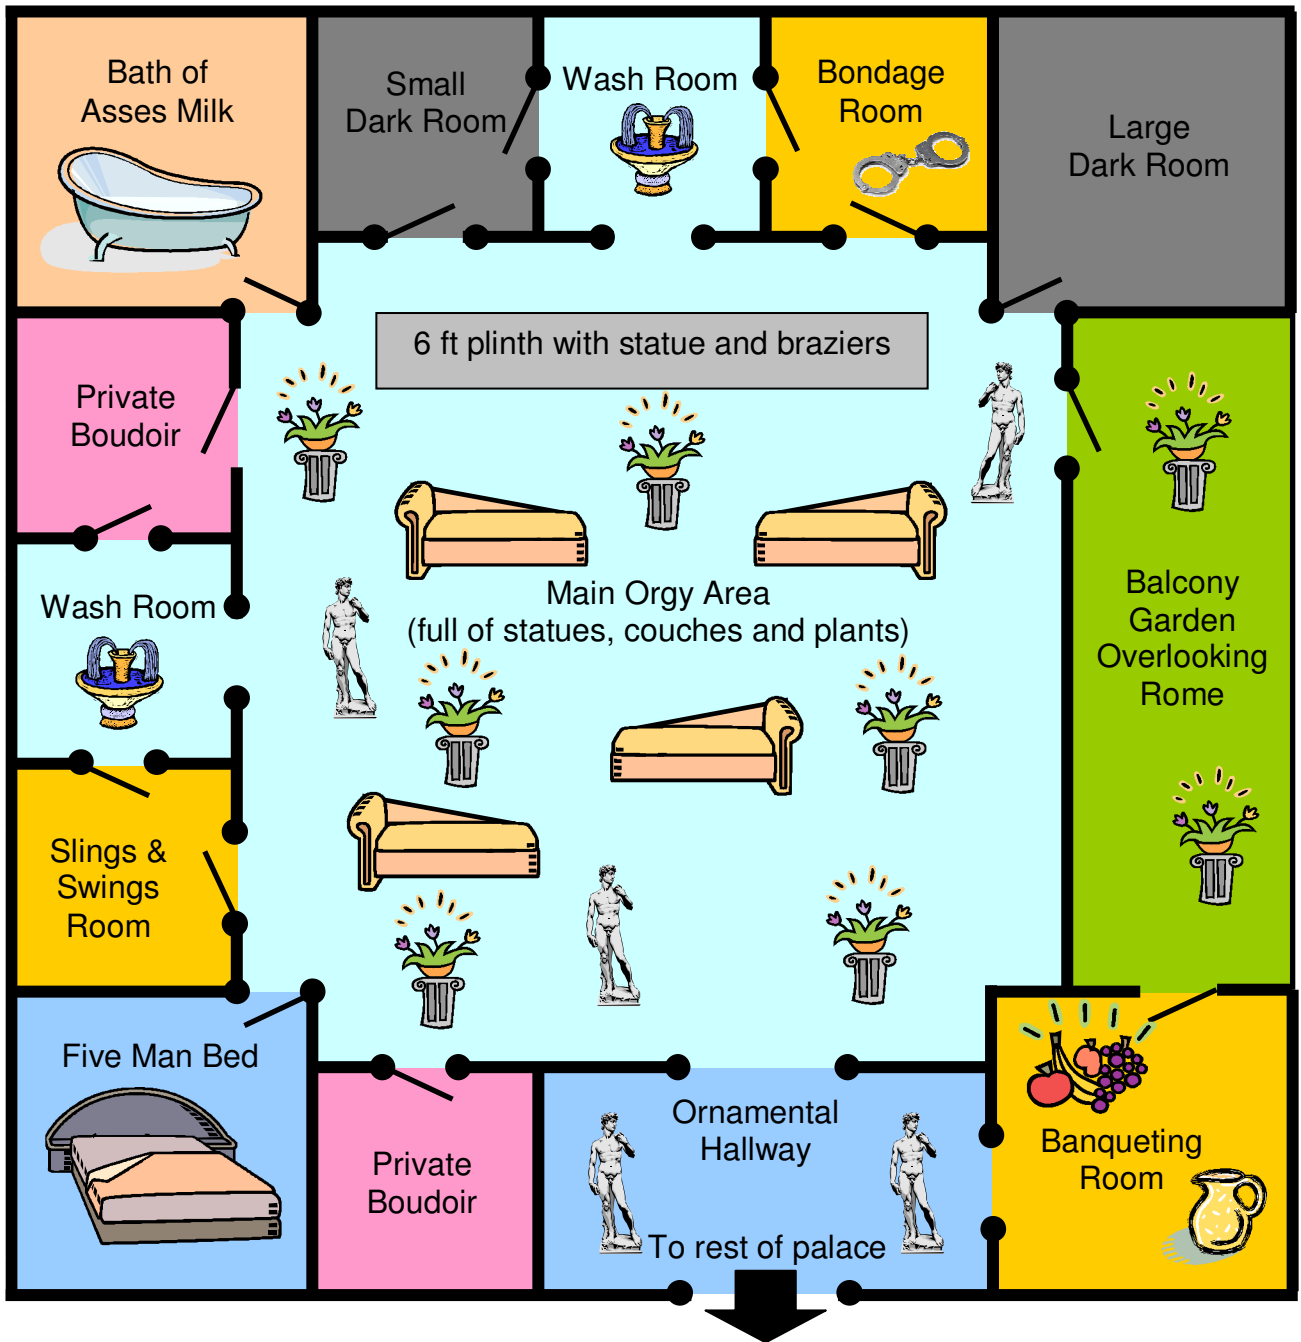 Bath of
Asses Milk
Small
Dark Room
Wash Room
Bondage
Room
Large
Dark Room
6 ft plinth with statue and braziers
Private
Boudoir
Main Orgy Area
(full of statues, couches and plants)
Wash Room
Balcony
Garden
Overlooking
Rome
Slings &
Swings
Room
Five Man Bed
Private
Boudoir
Ornamental
Hallway
To rest of palace
Banqueting
Room